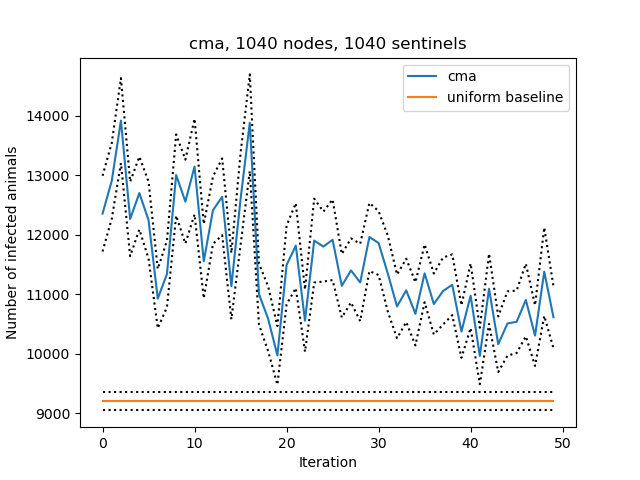 cma, 1040 nodes, 1040 sentinels
cma
uniform baseline
Number of infected animals
14000
13000
12000
11000
10000
9000
0 10 20 30 40 50
Iteration